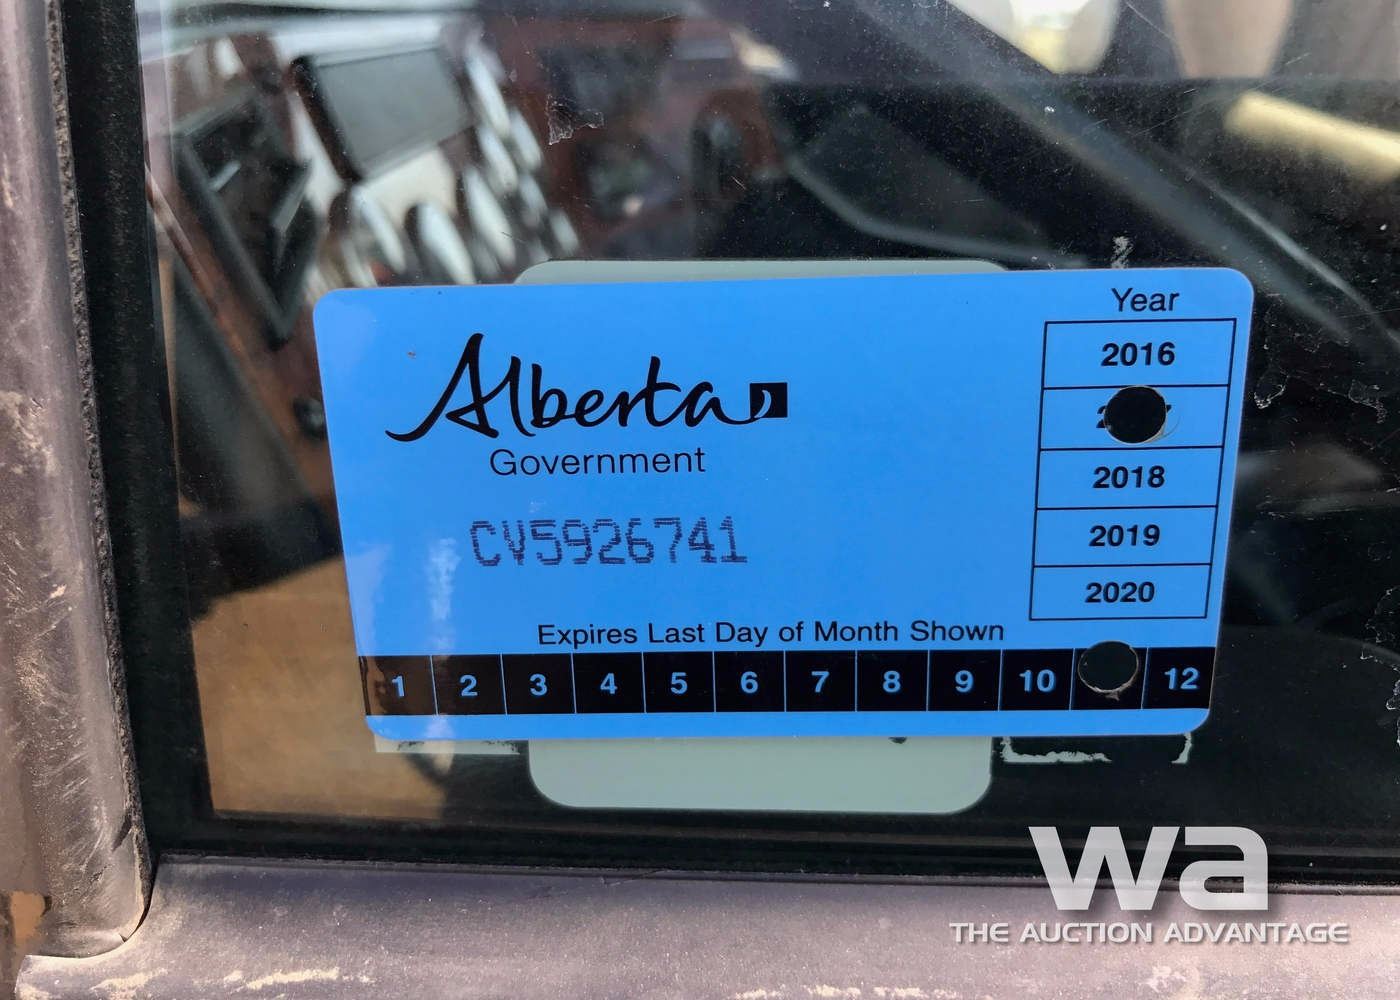 Year
2016
Alberta
Government
2018
CV5926741
2019
2020
Expires Last Day of Month Shown
1 2 3 4 5 6 7 8 9 10 12
wa
THE AUCTION ADVANTAGE